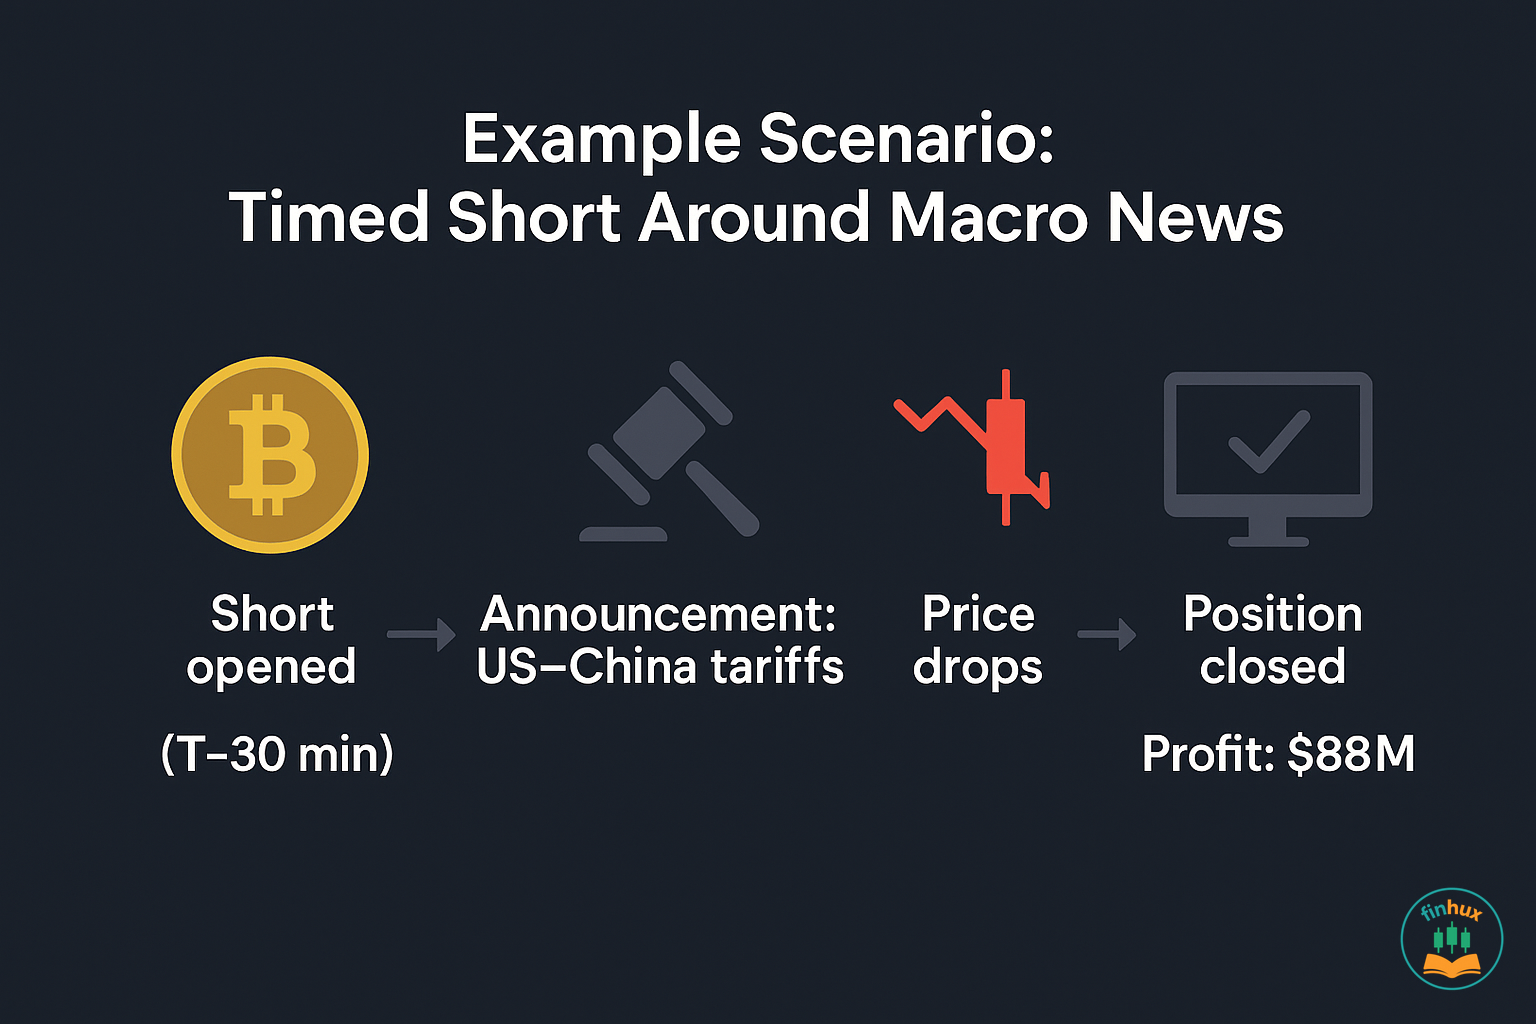 Example Scenario:
Timed Short Around Macro News
Short
opened
(T–30 min)
Announcement:
US–China tariffs
Price
drops
Position
closed
Profit: $88M
finhux